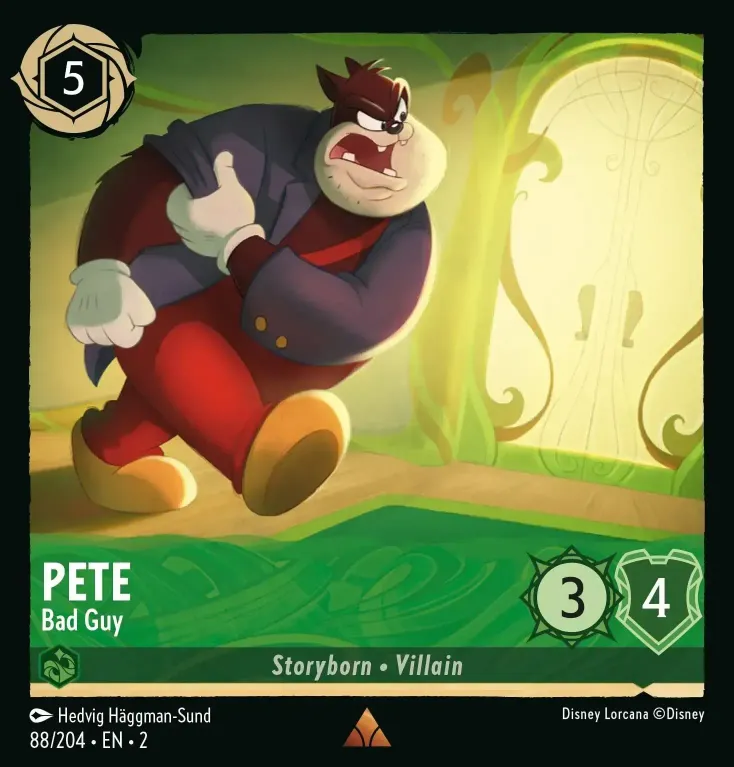 5
PETE
Bad Guy
3
4
Storyborn • Villain
Hedvig Häggman-Sund
Disney Lorcana ©Disney
88/204 • EN • 2